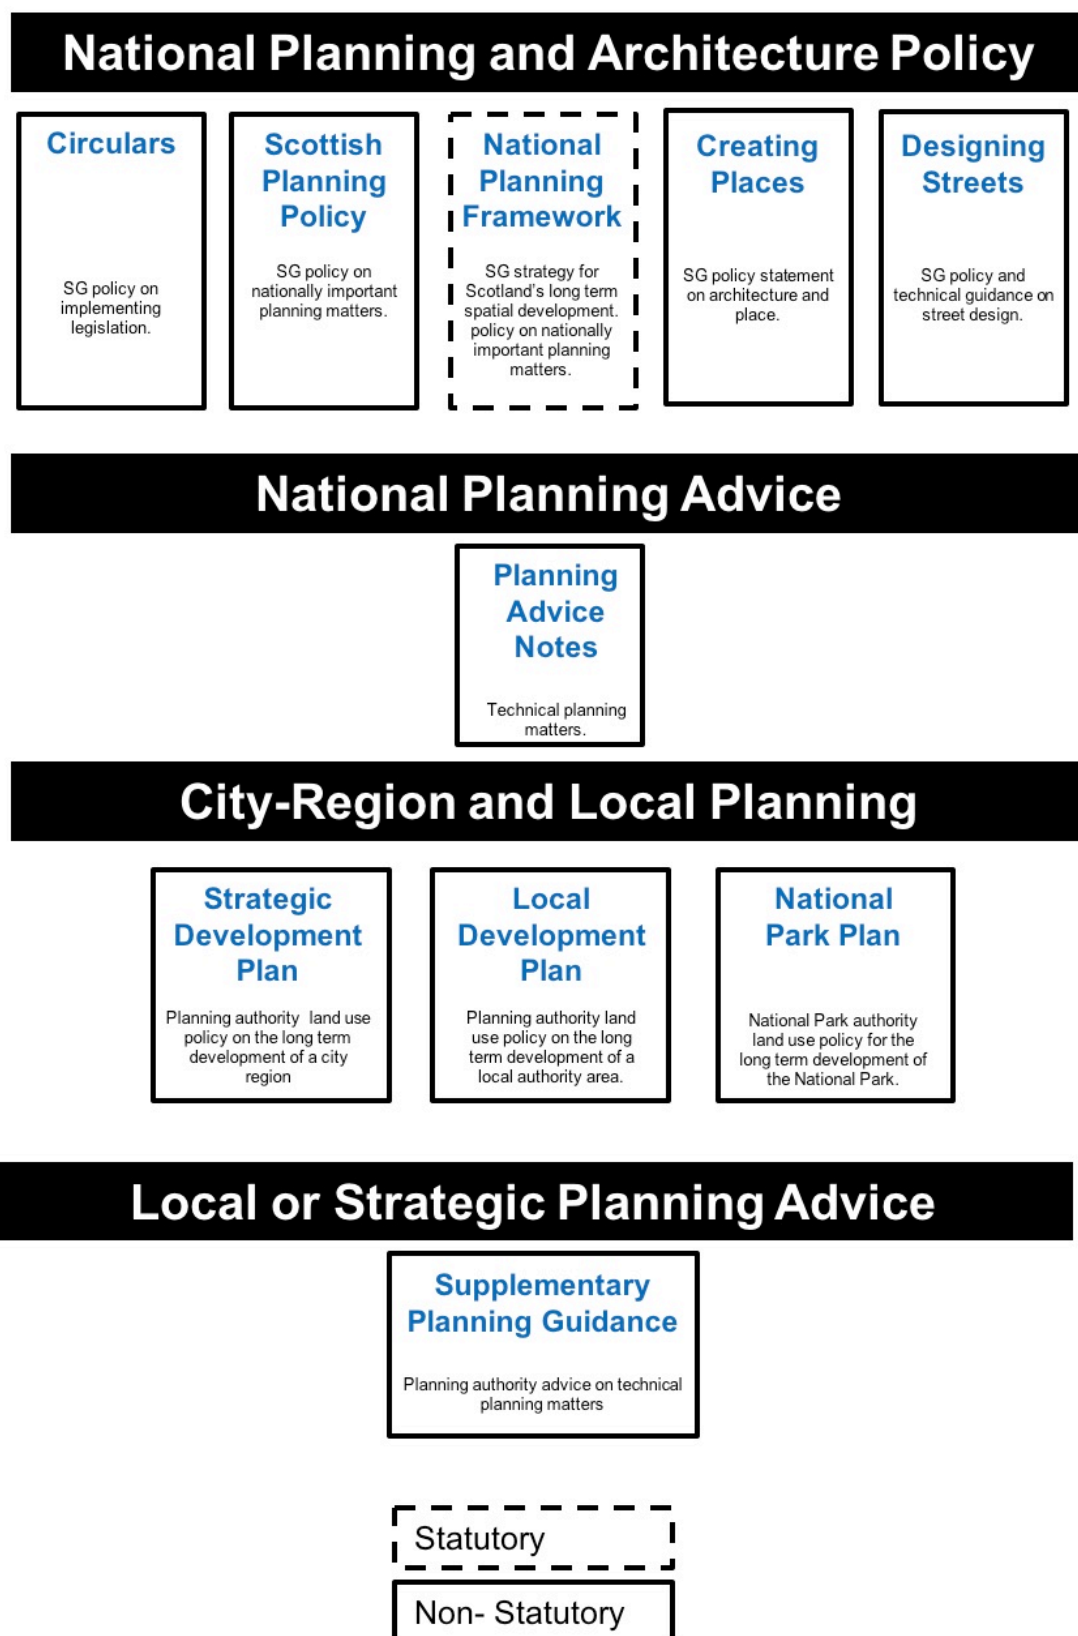 National Planning and Architecture Policy
Circulars
SG policy on
implementing
legislation.
Scottish
Planning
Policy
SG policy on
nationally important
planning matters.
National
Planning
Framework
SG strategy for
Scotland's long term
spatial development.
policy on nationally
important planning
matters.
Creating
Places
SG policy statement
on architecture and
place.
Designing
Streets
SG policy and
technical guidance on
street design.
National Planning Advice
Planning
Advice
Notes
Technical planning
matters.
City-Region and Local Planning
Strategic
Development
Plan
Planning authority  land use
policy on the long term
development of a city
region
Local
Development
Plan
Planning authority land
use policy on the long
term development of a
local authority area.
National
Park Plan
National Park authority
land use policy for the
long term development of
the National Park.
Local or Strategic Planning Advice
Supplementary
Planning Guidance
Planning authority advice on technical
planning matters
Statutory
Non- Statutory